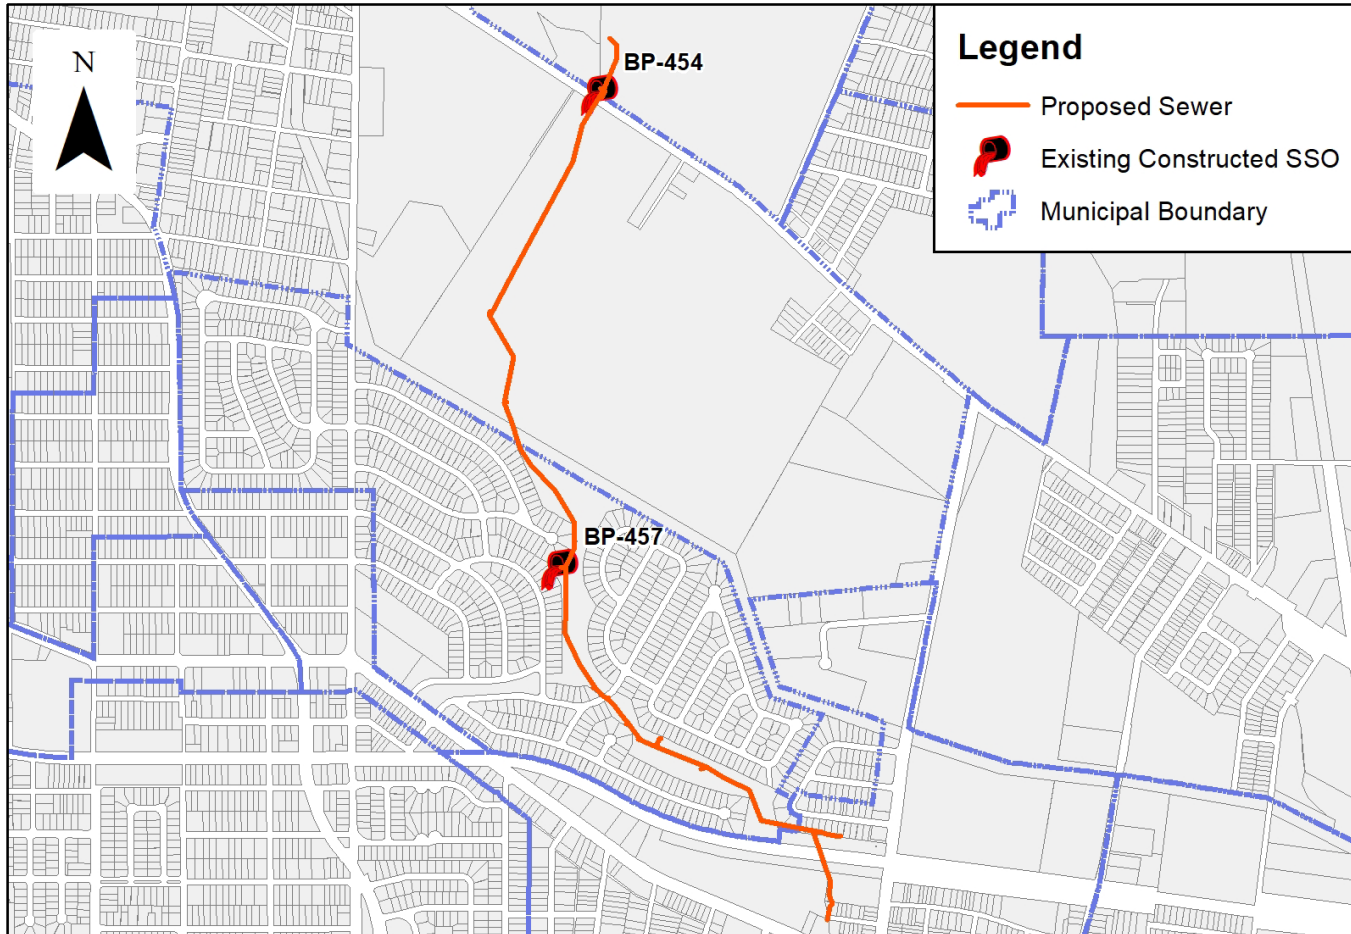 N
BP-454
BP-457
Legend
Proposed Sewer
Existing Constructed SSO
Municipal Boundary